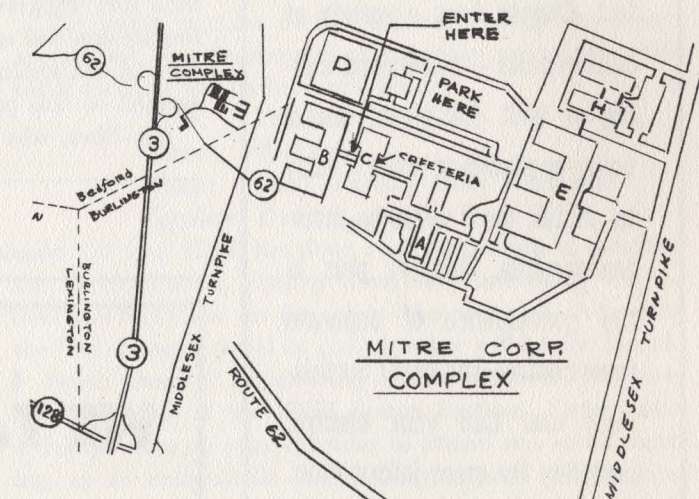 ENTER
HERE
62
MITRE
COMPLEX
D
PARK
HERE
H
3
B
C
CAFETERIA
E
62
Bedford
BURLINGTON
N
A
BURLINGTON
LEXINGTON
MIDDLESEX TURNPIKE
3
MITRE CORP.
COMPLEX
128
ROUTE 62
MIDDLESEX TURNPIKE